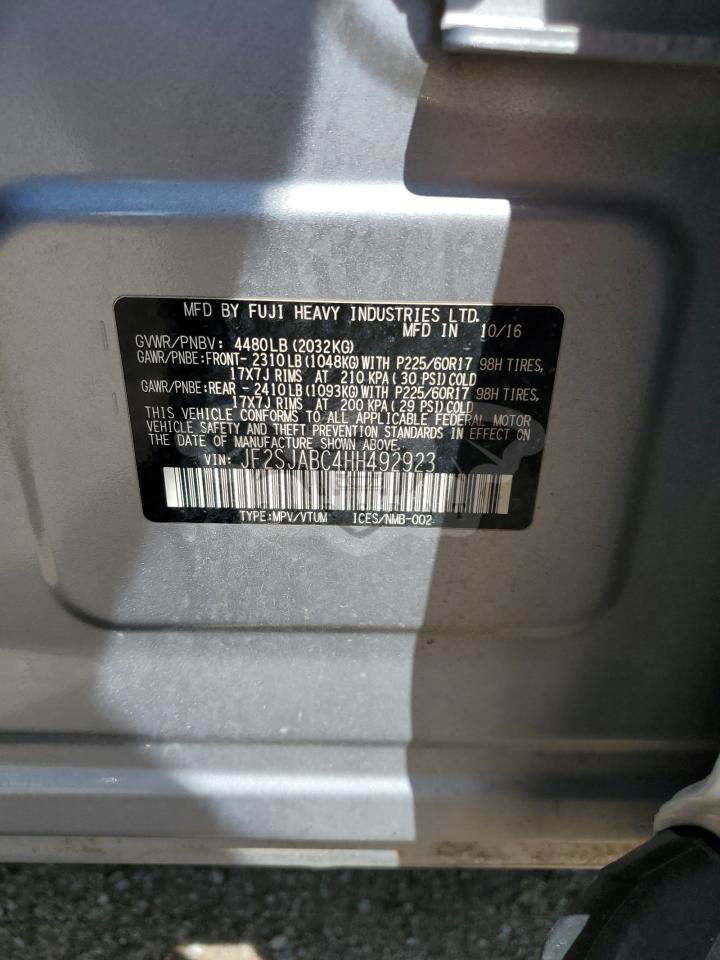 MFD BY FUJI HEAVY INDUSTRIES LTD.
MFD IN 10/16
GVWR/PNBV: 4480LB(2032KG)
GAWR/PNBE:FRONT- 2310LB(1048KG)WITH P225/60R17 98H TIRES,
17X7J RIMS AT 210 KPA(30 PSI)COLD
GAWR/PNBE:REAR - 2410LB(1093KG)WITH P225/60R17 98H TIRES,
17X7J RIMS AT 200 KPA(29 PSI)COLD
THIS VEHICLE CONFORMS TO ALL APPLICABLE FEDERAL MOTOR
VEHICLE SAFETY AND THEFT PREVENTION STANDARDS IN EFFECT ON
THE DATE OF MANUFACTURE SHOWN ABOVE.
VIN: JF2SJABC4HH492923
TYPE:MPV/VTUM ICES/NMB-002